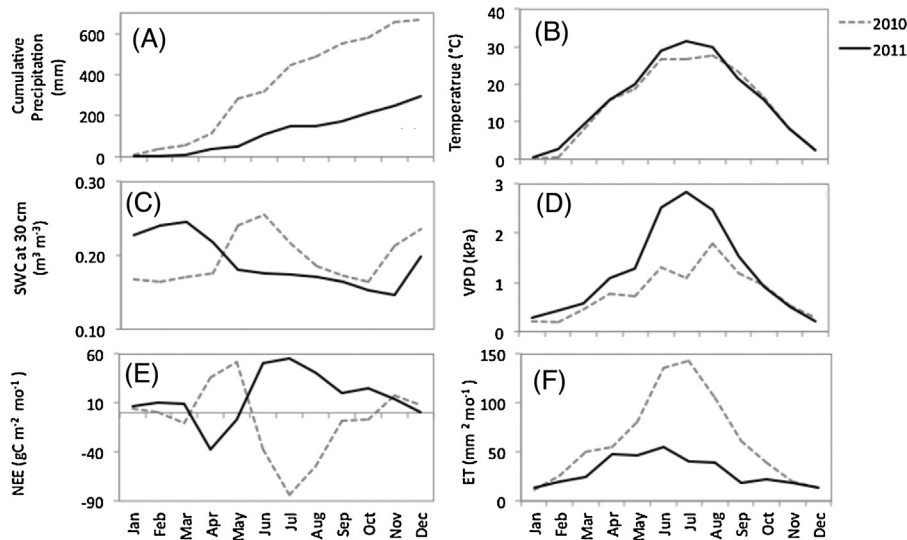 (A)
Cumulative
Precipitation
(mm)
600
400
200
0
(B)
Temperatrue (°C)
40
30
20
10
0
2010
2011
(C)
SWC at 30 cm
(m³ m⁻³)
0.30
0.20
0.10
(D)
VPD (kPa)
3
2
1
0
(E)
NEE (gC m⁻² mo⁻¹)
60
10
-40
-90
Jan
Feb
Mar
Apr
May
Jun
Jul
Aug
Sep
Oct
Nov
Dec
(F)
ET (mm² mo⁻¹)
150
100
50
0
Jan
Feb
Mar
Apr
May
Jun
Jul
Aug
Sep
Oct
Nov
Dec